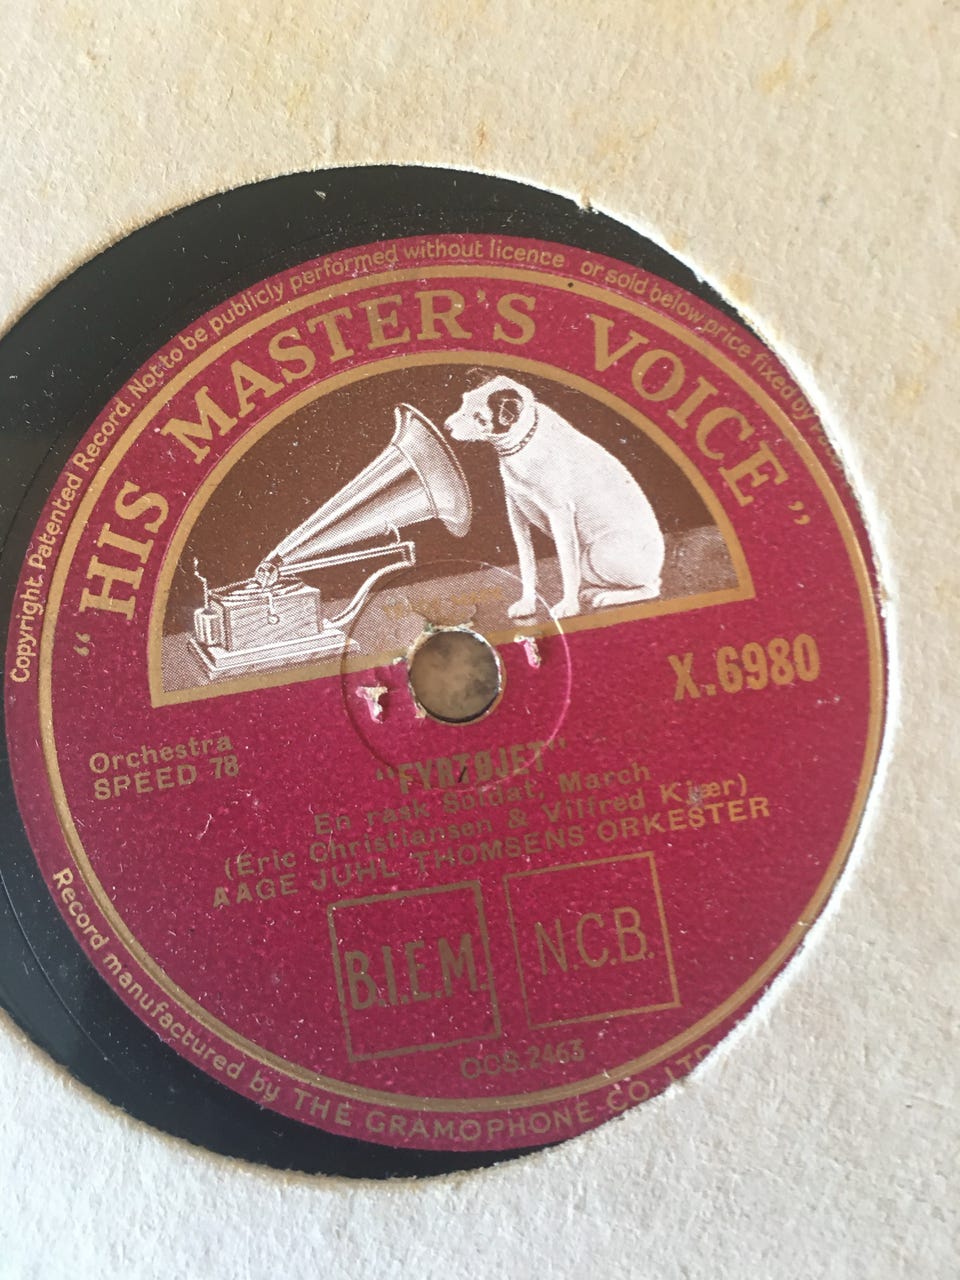 Copyright. Patented Record. Not to be publicly performed without licence or sold below price fixed by
"HIS MASTER'S VOICE"
X.6980
Orchestra
SPEED 78
"FYRTØJET"
En rask Soldat, March
(Eric Christiansen & Vilfred Kjær)
AAGE JUHL THOMSENS ORKESTER
B.I.E.M.
N.C.B.
OCS.2463
Record manufactured by THE GRAMOPHONE CO. LTD